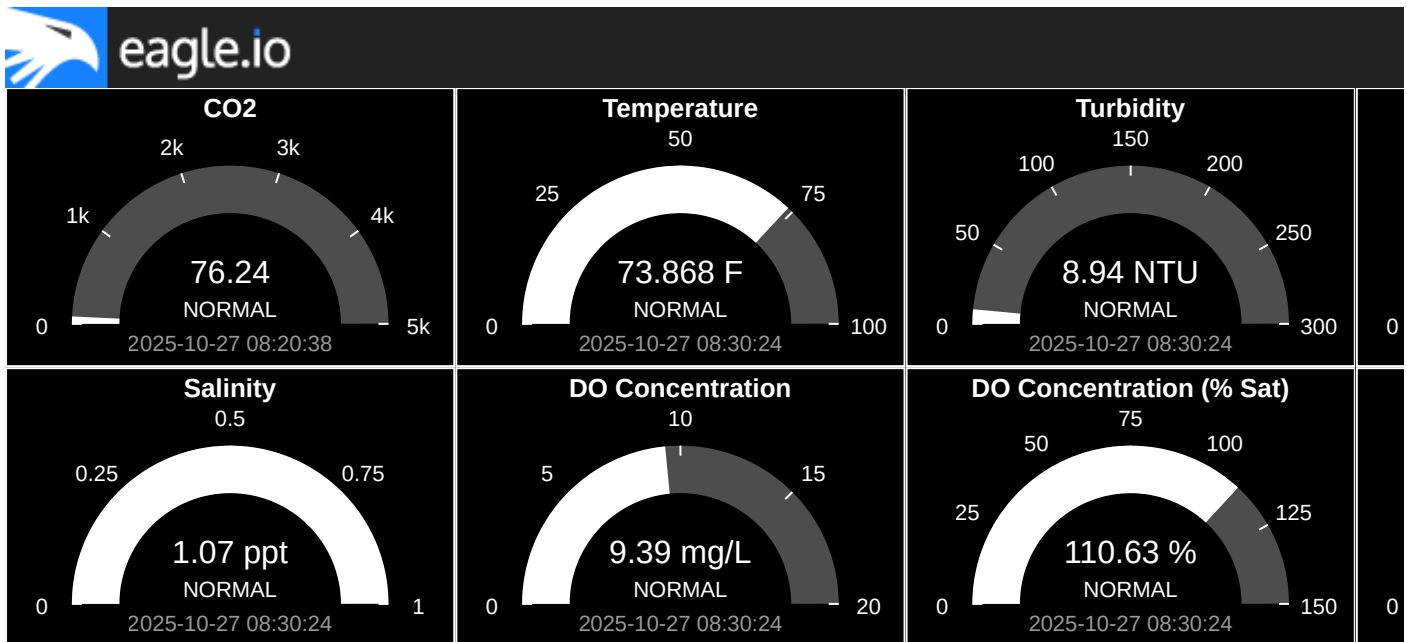 eagle.io
CO2
2k
3k
1k
4k
76.24
NORMAL
0
5k
2025-10-27 08:20:38
Temperature
50
25
75
73.868 F
NORMAL
0
100
2025-10-27 08:30:24
Turbidity
150
100
200
50
250
8.94 NTU
NORMAL
0
300
2025-10-27 08:30:24
0
Salinity
0.5
0.25
0.75
1.07 ppt
NORMAL
0
1
2025-10-27 08:30:24
DO Concentration
10
5
15
9.39 mg/L
NORMAL
0
20
2025-10-27 08:30:24
DO Concentration (% Sat)
75
50
100
25
125
110.63 %
NORMAL
0
150
2025-10-27 08:30:24
0